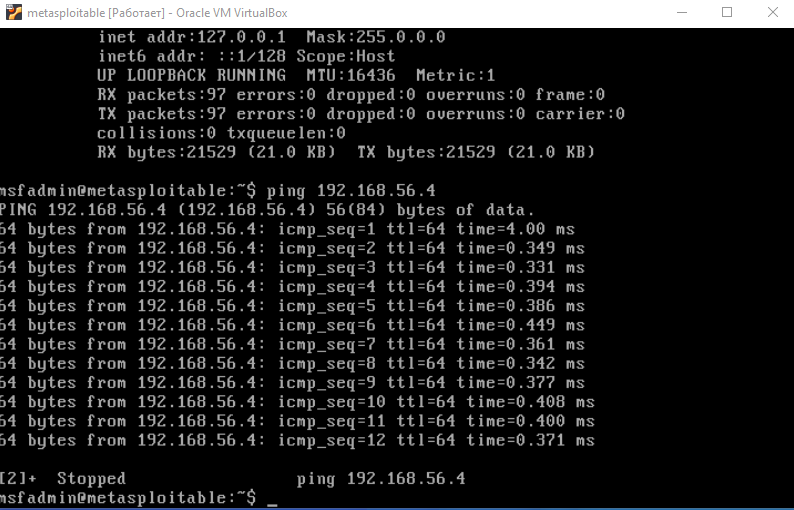 metasploitable [Работает] - Oracle VM VirtualBox
inet addr:127.0.0.1  Mask:255.0.0.0
inet6 addr: ::1/128 Scope:Host
UP LOOPBACK RUNNING  MTU:16436  Metric:1
RX packets:97 errors:0 dropped:0 overruns:0 frame:0
TX packets:97 errors:0 dropped:0 overruns:0 carrier:0
collisions:0 txqueuelen:0
RX bytes:21529 (21.0 KB)  TX bytes:21529 (21.0 KB)
msfadmin@metasploitable:~$ ping 192.168.56.4
PING 192.168.56.4 (192.168.56.4) 56(84) bytes of data.
64 bytes from 192.168.56.4: icmp_seq=1 ttl=64 time=4.00 ms
64 bytes from 192.168.56.4: icmp_seq=2 ttl=64 time=0.349 ms
64 bytes from 192.168.56.4: icmp_seq=3 ttl=64 time=0.331 ms
64 bytes from 192.168.56.4: icmp_seq=4 ttl=64 time=0.394 ms
64 bytes from 192.168.56.4: icmp_seq=5 ttl=64 time=0.386 ms
64 bytes from 192.168.56.4: icmp_seq=6 ttl=64 time=0.449 ms
64 bytes from 192.168.56.4: icmp_seq=7 ttl=64 time=0.361 ms
64 bytes from 192.168.56.4: icmp_seq=8 ttl=64 time=0.342 ms
64 bytes from 192.168.56.4: icmp_seq=9 ttl=64 time=0.377 ms
64 bytes from 192.168.56.4: icmp_seq=10 ttl=64 time=0.408 ms
64 bytes from 192.168.56.4: icmp_seq=11 ttl=64 time=0.400 ms
64 bytes from 192.168.56.4: icmp_seq=12 ttl=64 time=0.371 ms
[2]+  Stopped                 ping 192.168.56.4
msfadmin@metasploitable:~$ _